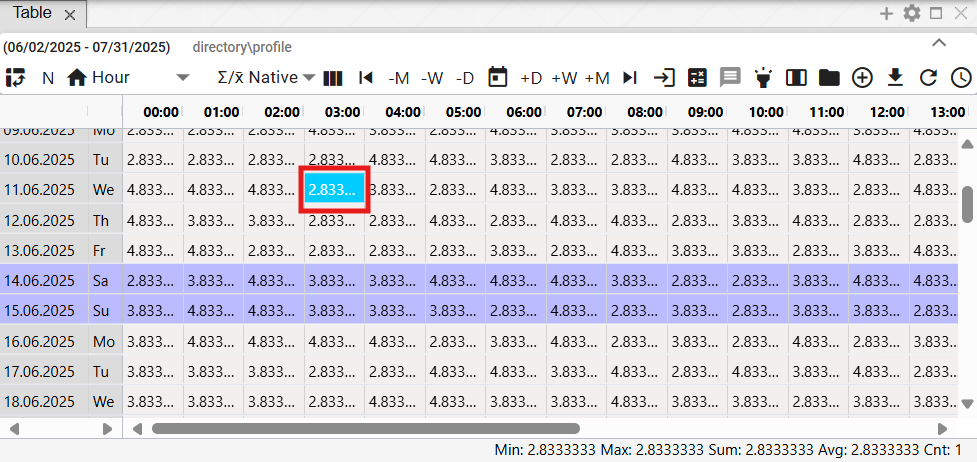 Table
(06/02/2025 - 07/31/2025) directory\profile
N Hour Σ/x̄ Native -M -W -D +D +W +M
00:00 01:00 02:00 03:00 04:00 05:00 06:00 07:00 08:00 09:00 10:00 11:00 12:00 13:00
09.06.2025 Mo 2.833... 2.833... 2.833... 4.833... 3.833... 2.833... 4.833... 3.833... 3.833... 3.833... 4.833... 4.833... 3.833... 4.833...
10.06.2025 Tu 2.833... 2.833... 2.833... 2.833... 4.833... 4.833... 3.833... 2.833... 2.833... 4.833... 3.833... 3.833... 4.833... 2.833...
11.06.2025 We 4.833... 4.833... 4.833... 2.833... 3.833... 2.833... 4.833... 3.833... 3.833... 2.833... 4.833... 2.833... 4.833... 3.833...
12.06.2025 Th 4.833... 3.833... 3.833... 2.833... 2.833... 4.833... 2.833... 4.833... 4.833... 3.833... 2.833... 3.833... 2.833... 4.833...
13.06.2025 Fr 4.833... 4.833... 2.833... 2.833... 4.833... 2.833... 3.833... 2.833... 4.833... 3.833... 3.833... 2.833... 3.833... 2.833...
14.06.2025 Sa 2.833... 3.833... 4.833... 3.833... 3.833... 4.833... 4.833... 4.833... 3.833... 2.833... 3.833... 2.833... 4.833... 4.833...
15.06.2025 Su 2.833... 4.833... 4.833... 3.833... 3.833... 3.833... 2.833... 4.833... 2.833... 3.833... 2.833... 3.833... 3.833... 2.833...
16.06.2025 Mo 3.833... 4.833... 4.833... 4.833... 2.833... 4.833... 3.833... 2.833... 3.833... 3.833... 4.833... 2.833... 2.833... 4.833...
17.06.2025 Tu 3.833... 3.833... 3.833... 2.833... 4.833... 3.833... 3.833... 4.833... 2.833... 2.833... 4.833... 2.833... 4.833... 2.833...
18.06.2025 We 3.833... 3.833... 3.833... 2.833... 4.833... 4.833... 3.833... 4.833... 2.833... 4.833... 3.833... 4.833... 2.833... 3.833...
Min: 2.8333333 Max: 2.8333333 Sum: 2.8333333 Avg: 2.8333333 Cnt: 1